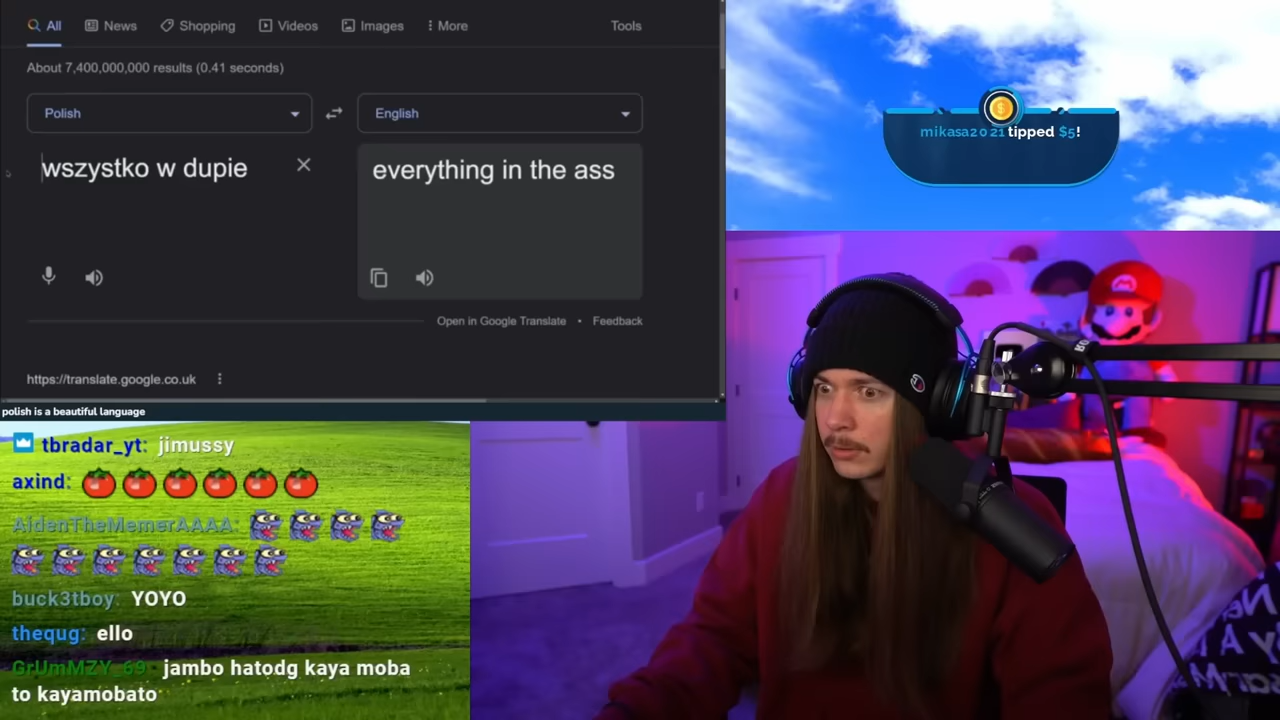 All
News
Shopping
Videos
Images
More
Tools
About 7,400,000,000 results (0.41 seconds)
Polish
English
wszystko w dupie
everything in the ass
Open in Google Translate • Feedback
https://translate.google.co.uk
polish is a beautiful language
mikasa2021 tipped $5!
tbradar_yt: jimussy
axind:
AidenTheMemerAAAA:
buck3tboy: YOYO
thequg: ello
GrUmMZY_69: jambo hatodg kaya moba
to kayamobato